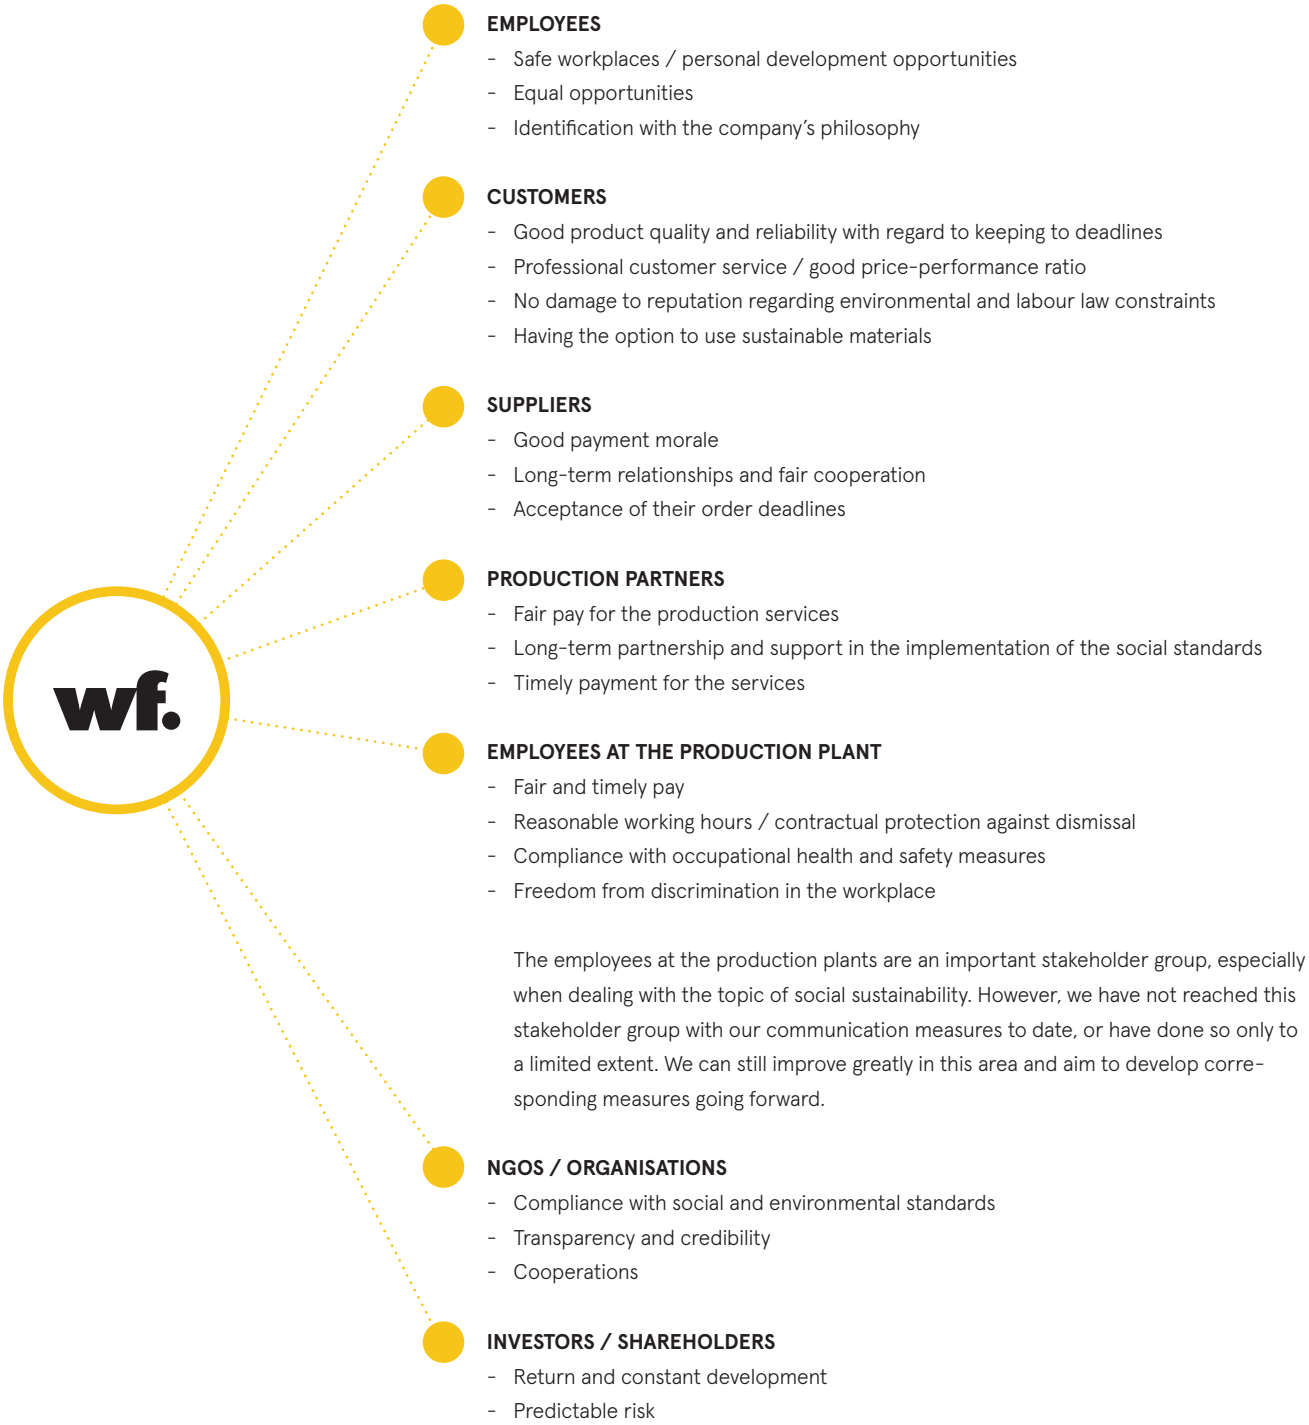 EMPLOYEES
- Safe workplaces / personal development opportunities
- Equal opportunities
- Identification with the company's philosophy
CUSTOMERS
- Good product quality and reliability with regard to keeping to deadlines
- Professional customer service / good price-performance ratio
- No damage to reputation regarding environmental and labour law constraints
- Having the option to use sustainable materials
SUPPLIERS
- Good payment morale
- Long-term relationships and fair cooperation
- Acceptance of their order deadlines
PRODUCTION PARTNERS
- Fair pay for the production services
- Long-term partnership and support in the implementation of the social standards
- Timely payment for the services
wf.
EMPLOYEES AT THE PRODUCTION PLANT
- Fair and timely pay
- Reasonable working hours / contractual protection against dismissal
- Compliance with occupational health and safety measures
- Freedom from discrimination in the workplace
The employees at the production plants are an important stakeholder group, especially
when dealing with the topic of social sustainability. However, we have not reached this
stakeholder group with our communication measures to date, or have done so only to
a limited extent. We can still improve greatly in this area and aim to develop corre-
sponding measures going forward.
NGOS / ORGANISATIONS
- Compliance with social and environmental standards
- Transparency and credibility
- Cooperations
INVESTORS / SHAREHOLDERS
- Return and constant development
- Predictable risk